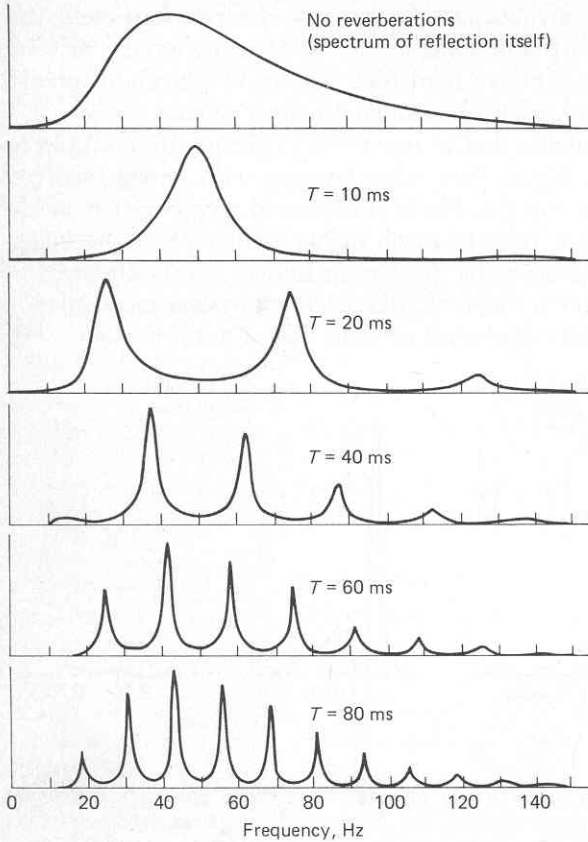 No reverberations
(spectrum of reflection itself)
T = 10 ms
T = 20 ms
T = 40 ms
T = 60 ms
T = 80 ms
0 20 40 60 80 100 120 140
Frequency, Hz